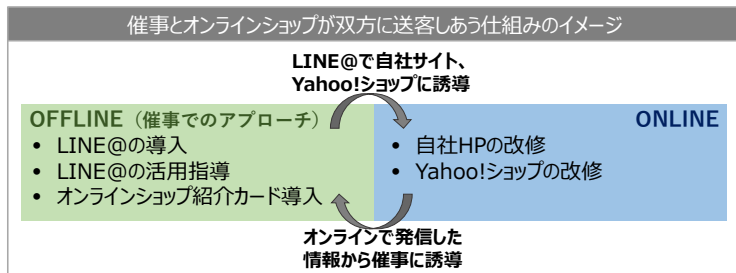 催事とオンラインショップが双方に送客しあう仕組みのイメージ
LINE@で自社サイト、
Yahoo!ショップに誘導
OFFLINE（催事でのアプローチ）
• LINE@の導入
• LINE@の活用指導
• オンラインショップ紹介カード導入
ONLINE
• 自社HPの改修
• Yahoo!ショップの改修
オンラインで発信した
情報から催事に誘導